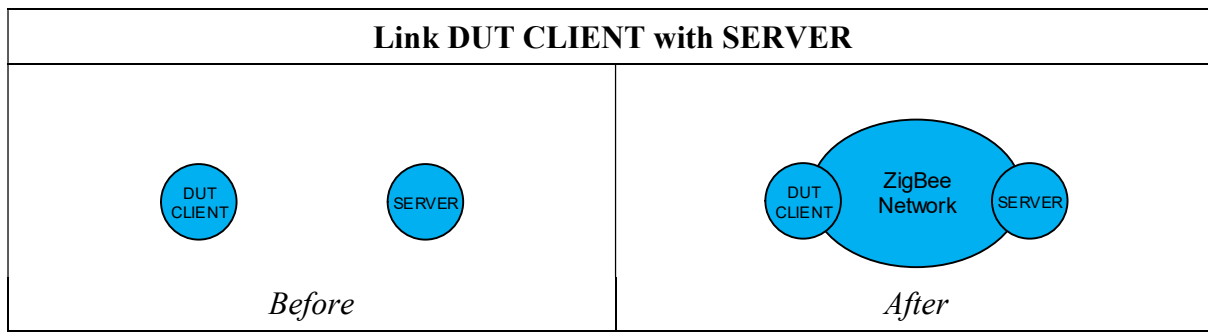 Link DUT CLIENT with SERVER
DUT
CLIENT
SERVER
Before
DUT
CLIENT
ZigBee
Network
SERVER
After